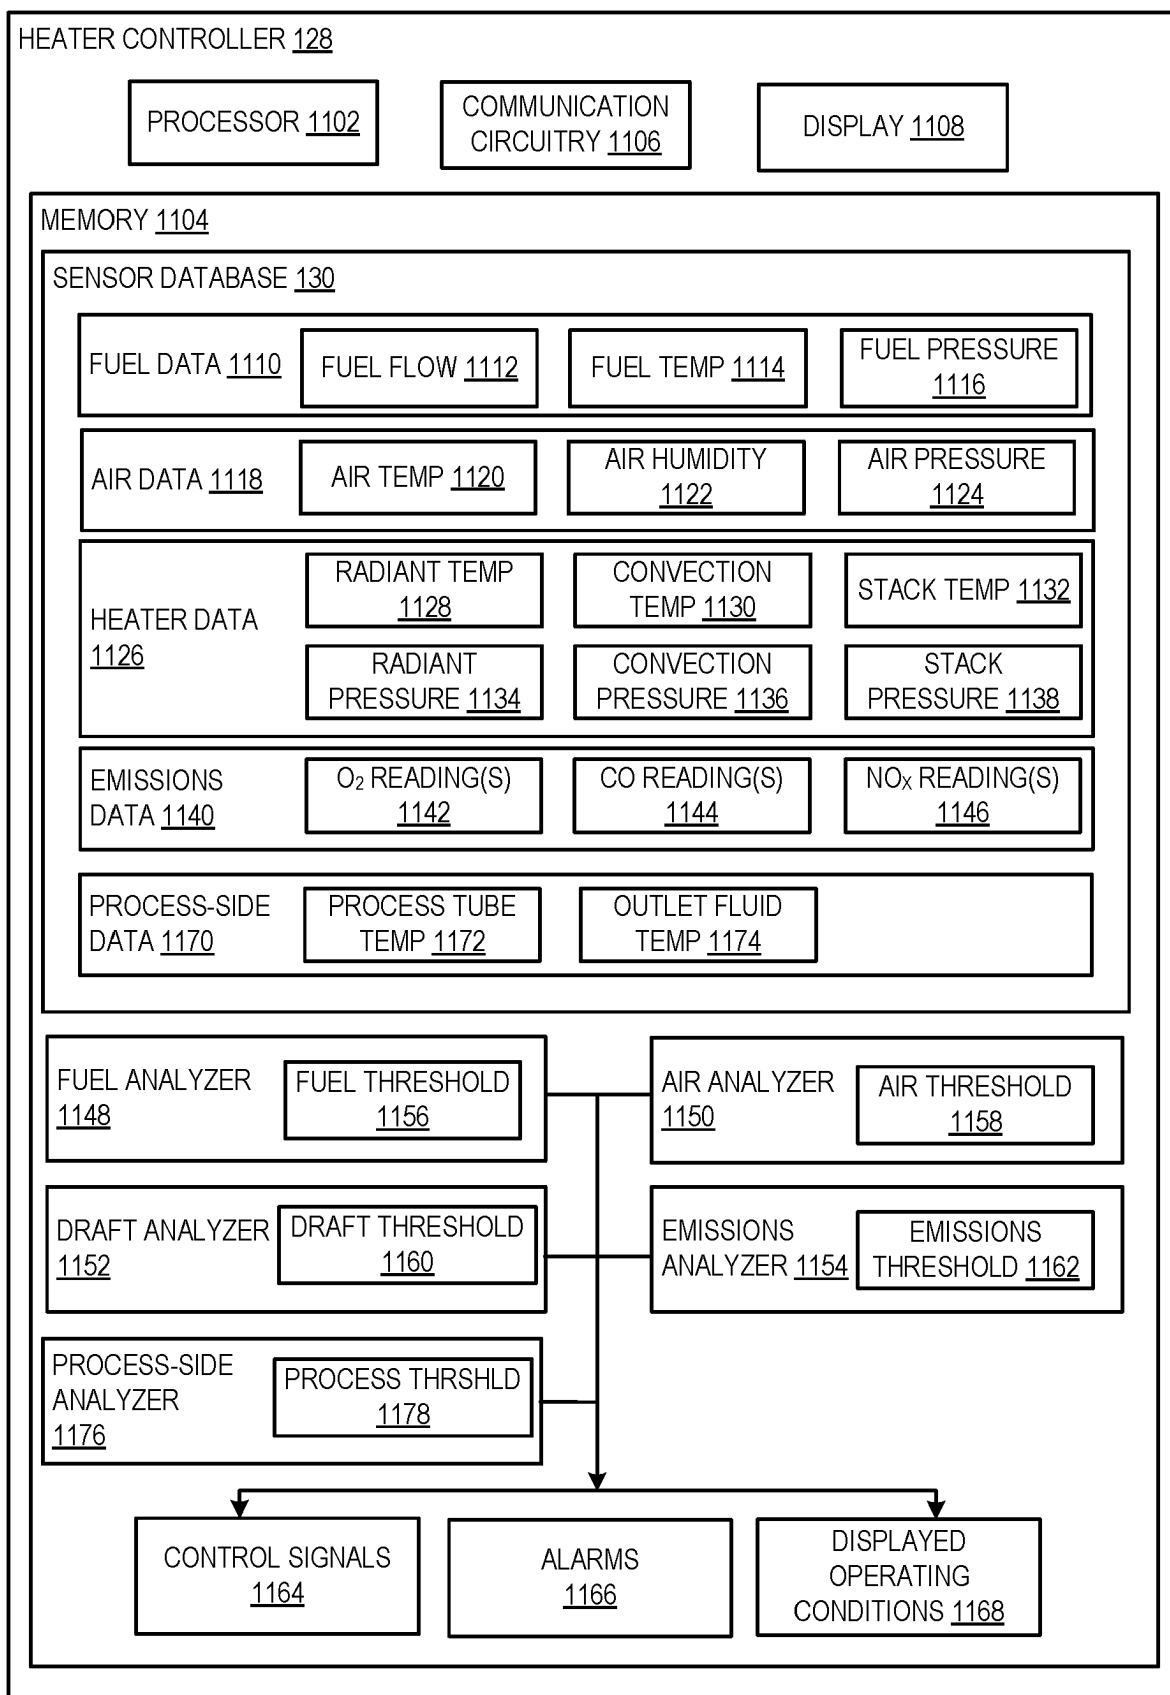 HEATER CONTROLLER 128
PROCESSOR 1102
COMMUNICATION
CIRCUITRY 1106
DISPLAY 1108
MEMORY 1104
SENSOR DATABASE 130
FUEL DATA 1110
FUEL FLOW 1112
FUEL TEMP 1114
FUEL PRESSURE
1116
AIR DATA 1118
AIR TEMP 1120
AIR HUMIDITY
1122
AIR PRESSURE
1124
HEATER DATA
1126
RADIANT TEMP
1128
CONVECTION
TEMP 1130
STACK TEMP 1132
RADIANT
PRESSURE 1134
CONVECTION
PRESSURE 1136
STACK
PRESSURE 1138
EMISSIONS
DATA 1140
O2 READING(S)
1142
CO READING(S)
1144
NOX READING(S)
1146
PROCESS-SIDE
DATA 1170
PROCESS TUBE
TEMP 1172
OUTLET FLUID
TEMP 1174
FUEL ANALYZER
1148
FUEL THRESHOLD
1156
AIR ANALYZER
1150
AIR THRESHOLD
1158
DRAFT ANALYZER
1152
DRAFT THRESHOLD
1160
EMISSIONS
ANALYZER 1154
EMISSIONS
THRESHOLD 1162
PROCESS-SIDE
ANALYZER
1176
PROCESS THRSHLD
1178
CONTROL SIGNALS
1164
ALARMS
1166
DISPLAYED
OPERATING
CONDITIONS 1168